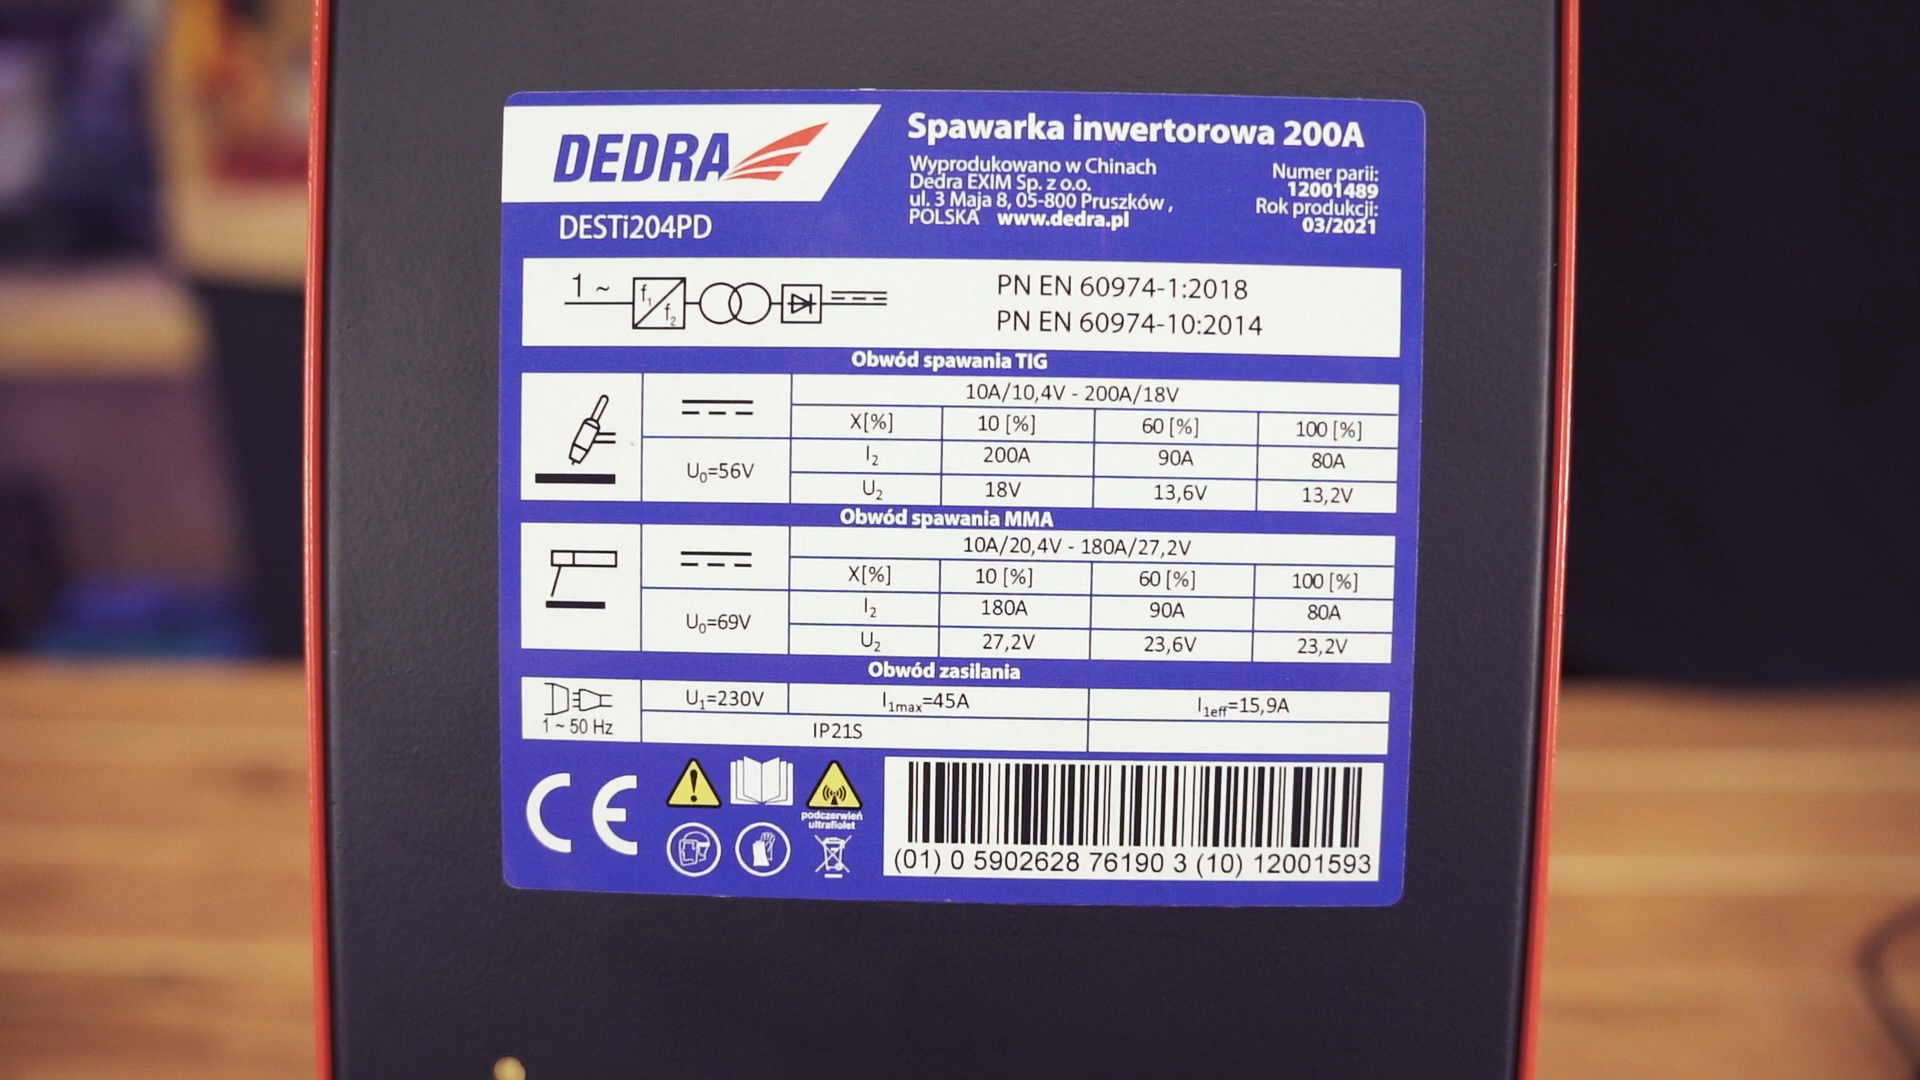 DEDRA
DESTi204PD
Spawarka inwertorowa 200A
Wyprodukowano w Chinach
Dedra EXIM Sp. z o.o.
ul. 3 Maja 8, 05-800 Pruszków ,
POLSKA www.dedra.pl
Numer parii:
12001489
Rok produkcji:
03/2021
1 ~ f1 / f2
PN EN 60974-1:2018
PN EN 60974-10:2014
Obwód spawania TIG
10A/10,4V - 200A/18V
X[%] 10 [%] 60 [%] 100 [%]
U0=56V
I2 200A 90A 80A
U2 18V 13,6V 13,2V
Obwód spawania MMA
10A/20,4V - 180A/27,2V
X[%] 10 [%] 60 [%] 100 [%]
U0=69V
I2 180A 90A 80A
U2 27,2V 23,6V 23,2V
Obwód zasilania
1 ~ 50 Hz
U1=230V I1max=45A I1eff=15,9A
IP21S
CE
podczerwień
ultrafiolet
(01) 0 5902628 76190 3 (10) 12001593